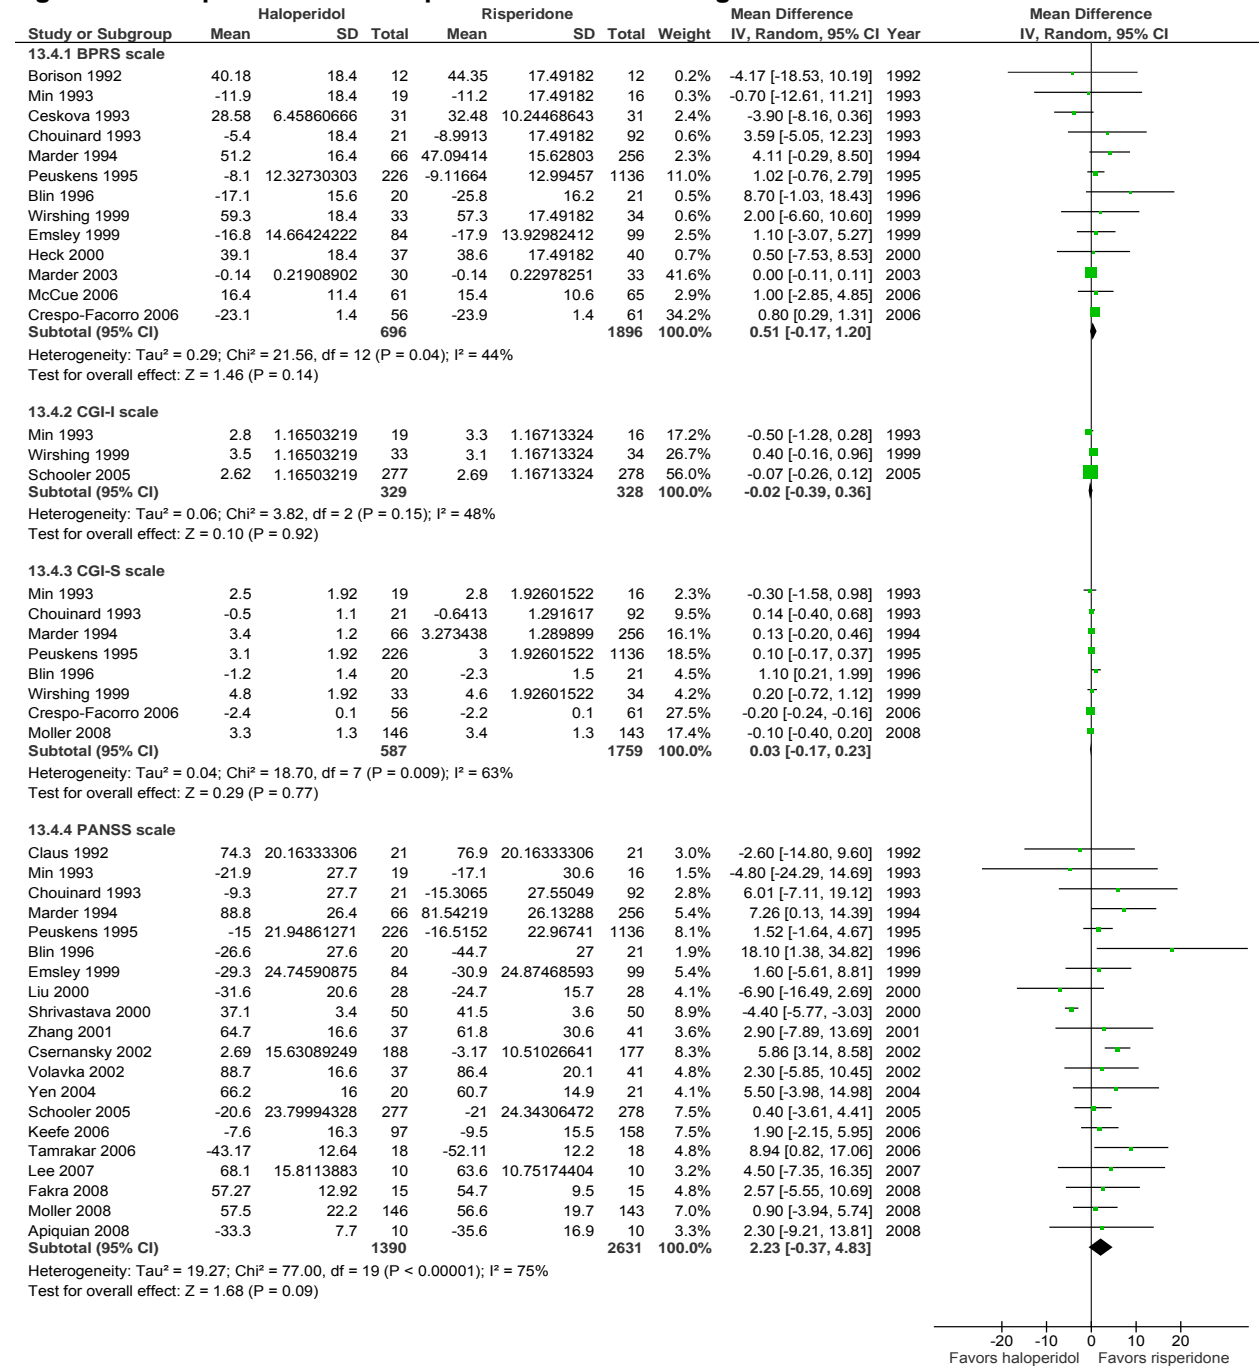 Haloperidol Risperidone Mean Difference Mean Difference
Study or Subgroup Mean SD Total Mean SD Total Weight IV, Random, 95% CI Year IV, Random, 95% CI
13.4.1 BPRS scale
Borison 1992 40.18 18.4 12 44.35 17.49182 12 0.2% -4.17 [-18.53, 10.19] 1992
Min 1993 -11.9 18.4 19 -11.2 17.49182 16 0.3% -0.70 [-12.61, 11.21] 1993
Ceskova 1993 28.58 6.45860666 31 32.48 10.24468643 31 2.4% -3.90 [-8.16, 0.36] 1993
Chouinard 1993 -5.4 18.4 21 -8.9913 17.49182 92 0.6% 3.59 [-5.05, 12.23] 1993
Marder 1994 51.2 16.4 66 47.09414 15.62803 256 2.3% 4.11 [-0.29, 8.50] 1994
Peuskens 1995 -8.1 12.32730303 226 -9.11664 12.99457 1136 11.0% 1.02 [-0.76, 2.79] 1995
Blin 1996 -17.1 15.6 20 -25.8 16.2 21 0.5% 8.70 [-1.03, 18.43] 1996
Wirshing 1999 59.3 18.4 33 57.3 17.49182 34 0.6% 2.00 [-6.60, 10.60] 1999
Emsley 1999 -16.8 14.66424222 84 -17.9 13.92982412 99 2.5% 1.10 [-3.07, 5.27] 1999
Heck 2000 39.1 18.4 37 38.6 17.49182 40 0.7% 0.50 [-7.53, 8.53] 2000
Marder 2003 -0.14 0.21908902 30 -0.14 0.22978251 33 41.6% 0.00 [-0.11, 0.11] 2003
McCue 2006 16.4 11.4 61 15.4 10.6 65 2.9% 1.00 [-2.85, 4.85] 2006
Crespo-Facorro 2006 -23.1 1.4 56 -23.9 1.4 61 34.2% 0.80 [0.29, 1.31] 2006
Subtotal (95% CI) 696 1896 100.0% 0.51 [-0.17, 1.20]
Heterogeneity: Tau² = 0.29; Chi² = 21.56, df = 12 (P = 0.04); I² = 44%
Test for overall effect: Z = 1.46 (P = 0.14)
13.4.2 CGI-I scale
Min 1993 2.8 1.16503219 19 3.3 1.16713324 16 17.2% -0.50 [-1.28, 0.28] 1993
Wirshing 1999 3.5 1.16503219 33 3.1 1.16713324 34 26.7% 0.40 [-0.16, 0.96] 1999
Schooler 2005 2.62 1.16503219 277 2.69 1.16713324 278 56.0% -0.07 [-0.26, 0.12] 2005
Subtotal (95% CI) 329 328 100.0% -0.02 [-0.39, 0.36]
Heterogeneity: Tau² = 0.06; Chi² = 3.82, df = 2 (P = 0.15); I² = 48%
Test for overall effect: Z = 0.10 (P = 0.92)
13.4.3 CGI-S scale
Min 1993 2.5 1.92 19 2.8 1.92601522 16 2.3% -0.30 [-1.58, 0.98] 1993
Chouinard 1993 -0.5 1.1 21 -0.6413 1.291617 92 9.5% 0.14 [-0.40, 0.68] 1993
Marder 1994 3.4 1.2 66 3.273438 1.289899 256 16.1% 0.13 [-0.20, 0.46] 1994
Peuskens 1995 3.1 1.92 226 3 1.92601522 1136 18.5% 0.10 [-0.17, 0.37] 1995
Blin 1996 -1.2 1.4 20 -2.3 1.5 21 4.5% 1.10 [0.21, 1.99] 1996
Wirshing 1999 4.8 1.92 33 4.6 1.92601522 34 4.2% 0.20 [-0.72, 1.12] 1999
Crespo-Facorro 2006 -2.4 0.1 56 -2.2 0.1 61 27.5% -0.20 [-0.24, -0.16] 2006
Moller 2008 3.3 1.3 146 3.4 1.3 143 17.4% -0.10 [-0.40, 0.20] 2008
Subtotal (95% CI) 587 1759 100.0% 0.03 [-0.17, 0.23]
Heterogeneity: Tau² = 0.04; Chi² = 18.70, df = 7 (P = 0.009); I² = 63%
Test for overall effect: Z = 0.29 (P = 0.77)
13.4.4 PANSS scale
Claus 1992 74.3 20.16333306 21 76.9 20.16333306 21 3.0% -2.60 [-14.80, 9.60] 1992
Min 1993 -21.9 27.7 19 -17.1 30.6 16 1.4% -4.80 [-24.29, 14.69] 1993
Chouinard 1993 -9.3 27.7 21 -15.3065 27.55049 92 2.8% 6.01 [-7.11, 19.12] 1993
Marder 1994 88.8 26.4 66 81.54219 26.13288 256 5.4% 7.26 [0.13, 14.39] 1994
Peuskens 1995 -15 21.94861271 226 -16.5152 22.96741 1136 8.1% 1.52 [-1.64, 4.67] 1995
Blin 1996 -26.6 27.6 20 -44.7 27 21 1.9% 18.10 [1.38, 34.82] 1996
Emsley 1999 -29.3 24.74590875 84 -30.9 24.87468593 99 5.4% 1.60 [-5.61, 8.81] 1999
Liu 2000 -31.6 20.6 28 -24.7 15.7 28 4.1% -6.90 [-16.49, 2.69] 2000
Shrivastava 2000 37.1 3.4 50 41.5 3.6 50 8.9% -4.40 [-5.77, -3.03] 2000
Zhang 2001 64.7 16.6 37 61.8 30.6 41 3.6% 2.90 [-7.89, 13.69] 2001
Csernansky 2002 2.69 15.63089249 188 -3.17 10.51026641 177 8.3% 5.86 [3.14, 8.58] 2002
Volavka 2002 88.7 16.6 37 86.4 20.1 41 4.8% 2.30 [-5.85, 10.45] 2002
Yen 2004 66.2 16 20 60.7 14.9 21 4.1% 5.50 [-3.98, 14.98] 2004
Schooler 2005 -20.6 23.79994328 277 -21 24.34306472 278 7.5% 0.40 [-3.61, 4.41] 2005
Keefe 2006 -7.6 16.3 97 -9.5 15.5 158 7.5% 1.90 [-2.15, 5.95] 2006
Tamrakar 2006 -43.17 12.64 18 -52.11 12.2 18 4.8% 8.94 [0.82, 17.06] 2006
Lee 2007 68.1 15.8113883 10 63.6 10.75174404 10 3.2% 4.50 [-7.35, 16.35] 2007
Fakra 2008 57.27 12.92 15 54.7 9.5 15 4.8% 2.57 [-5.55, 10.69] 2008
Moller 2008 57.5 22.2 146 56.6 19.7 143 7.0% 0.90 [-3.94, 5.74] 2008
Apiquian 2008 -33.3 7.7 10 -35.6 16.9 10 3.3% 2.30 [-9.21, 13.81] 2008
Subtotal (95% CI) 1390 2631 100.0% 2.23 [-0.37, 4.83]
Heterogeneity: Tau² = 19.27; Chi² = 77.00, df = 19 (P < 0.00001); I² = 75%
Test for overall effect: Z = 1.68 (P = 0.09)
-20 -10 0 10 20
Favors haloperidol Favors risperidone